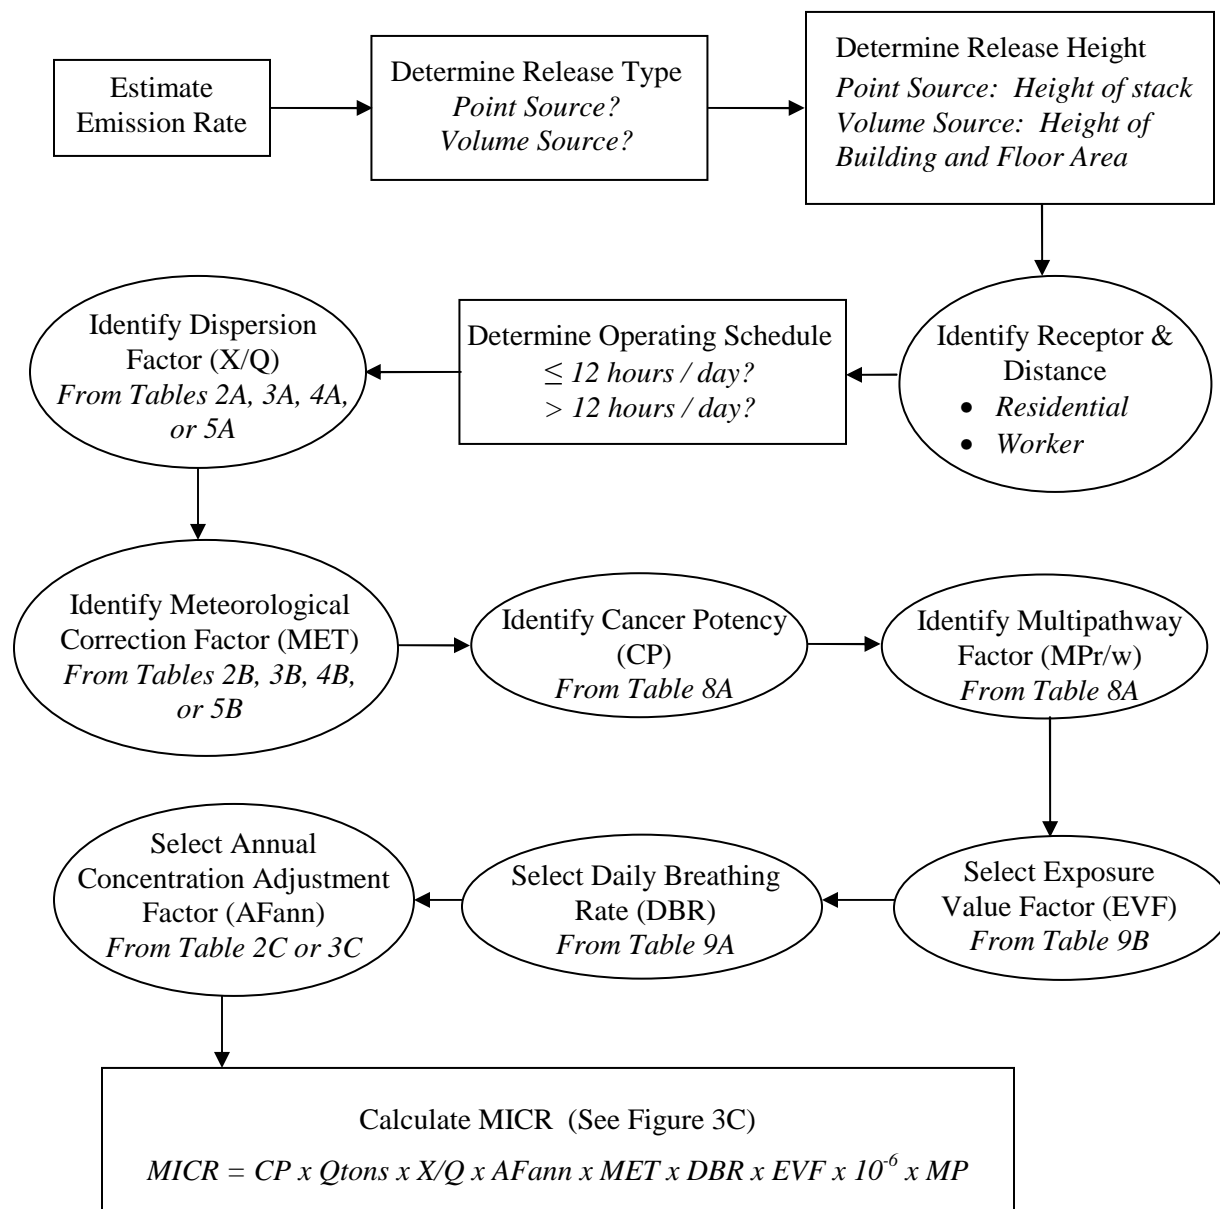 Estimate
Emission Rate
Determine Release Type
Point Source?
Volume Source?
Determine Release Height
Point Source: Height of stack
Volume Source: Height of
Building and Floor Area
Identify Receptor &
Distance
• Residential
• Worker
Determine Operating Schedule
≤ 12 hours / day?
> 12 hours / day?
Identify Dispersion
Factor (X/Q)
From Tables 2A, 3A, 4A,
or 5A
Identify Meteorological
Correction Factor (MET)
From Tables 2B, 3B, 4B,
or 5B
Identify Cancer Potency
(CP)
From Table 8A
Identify Multipathway
Factor (MPr/w)
From Table 8A
Select Exposure
Value Factor (EVF)
From Table 9B
Select Daily Breathing
Rate (DBR)
From Table 9A
Select Annual
Concentration Adjustment
Factor (AFann)
From Table 2C or 3C
Calculate MICR (See Figure 3C)
MICR = CP x Qtons x X/Q x AFann x MET x DBR x EVF x 10⁻⁶ x MP